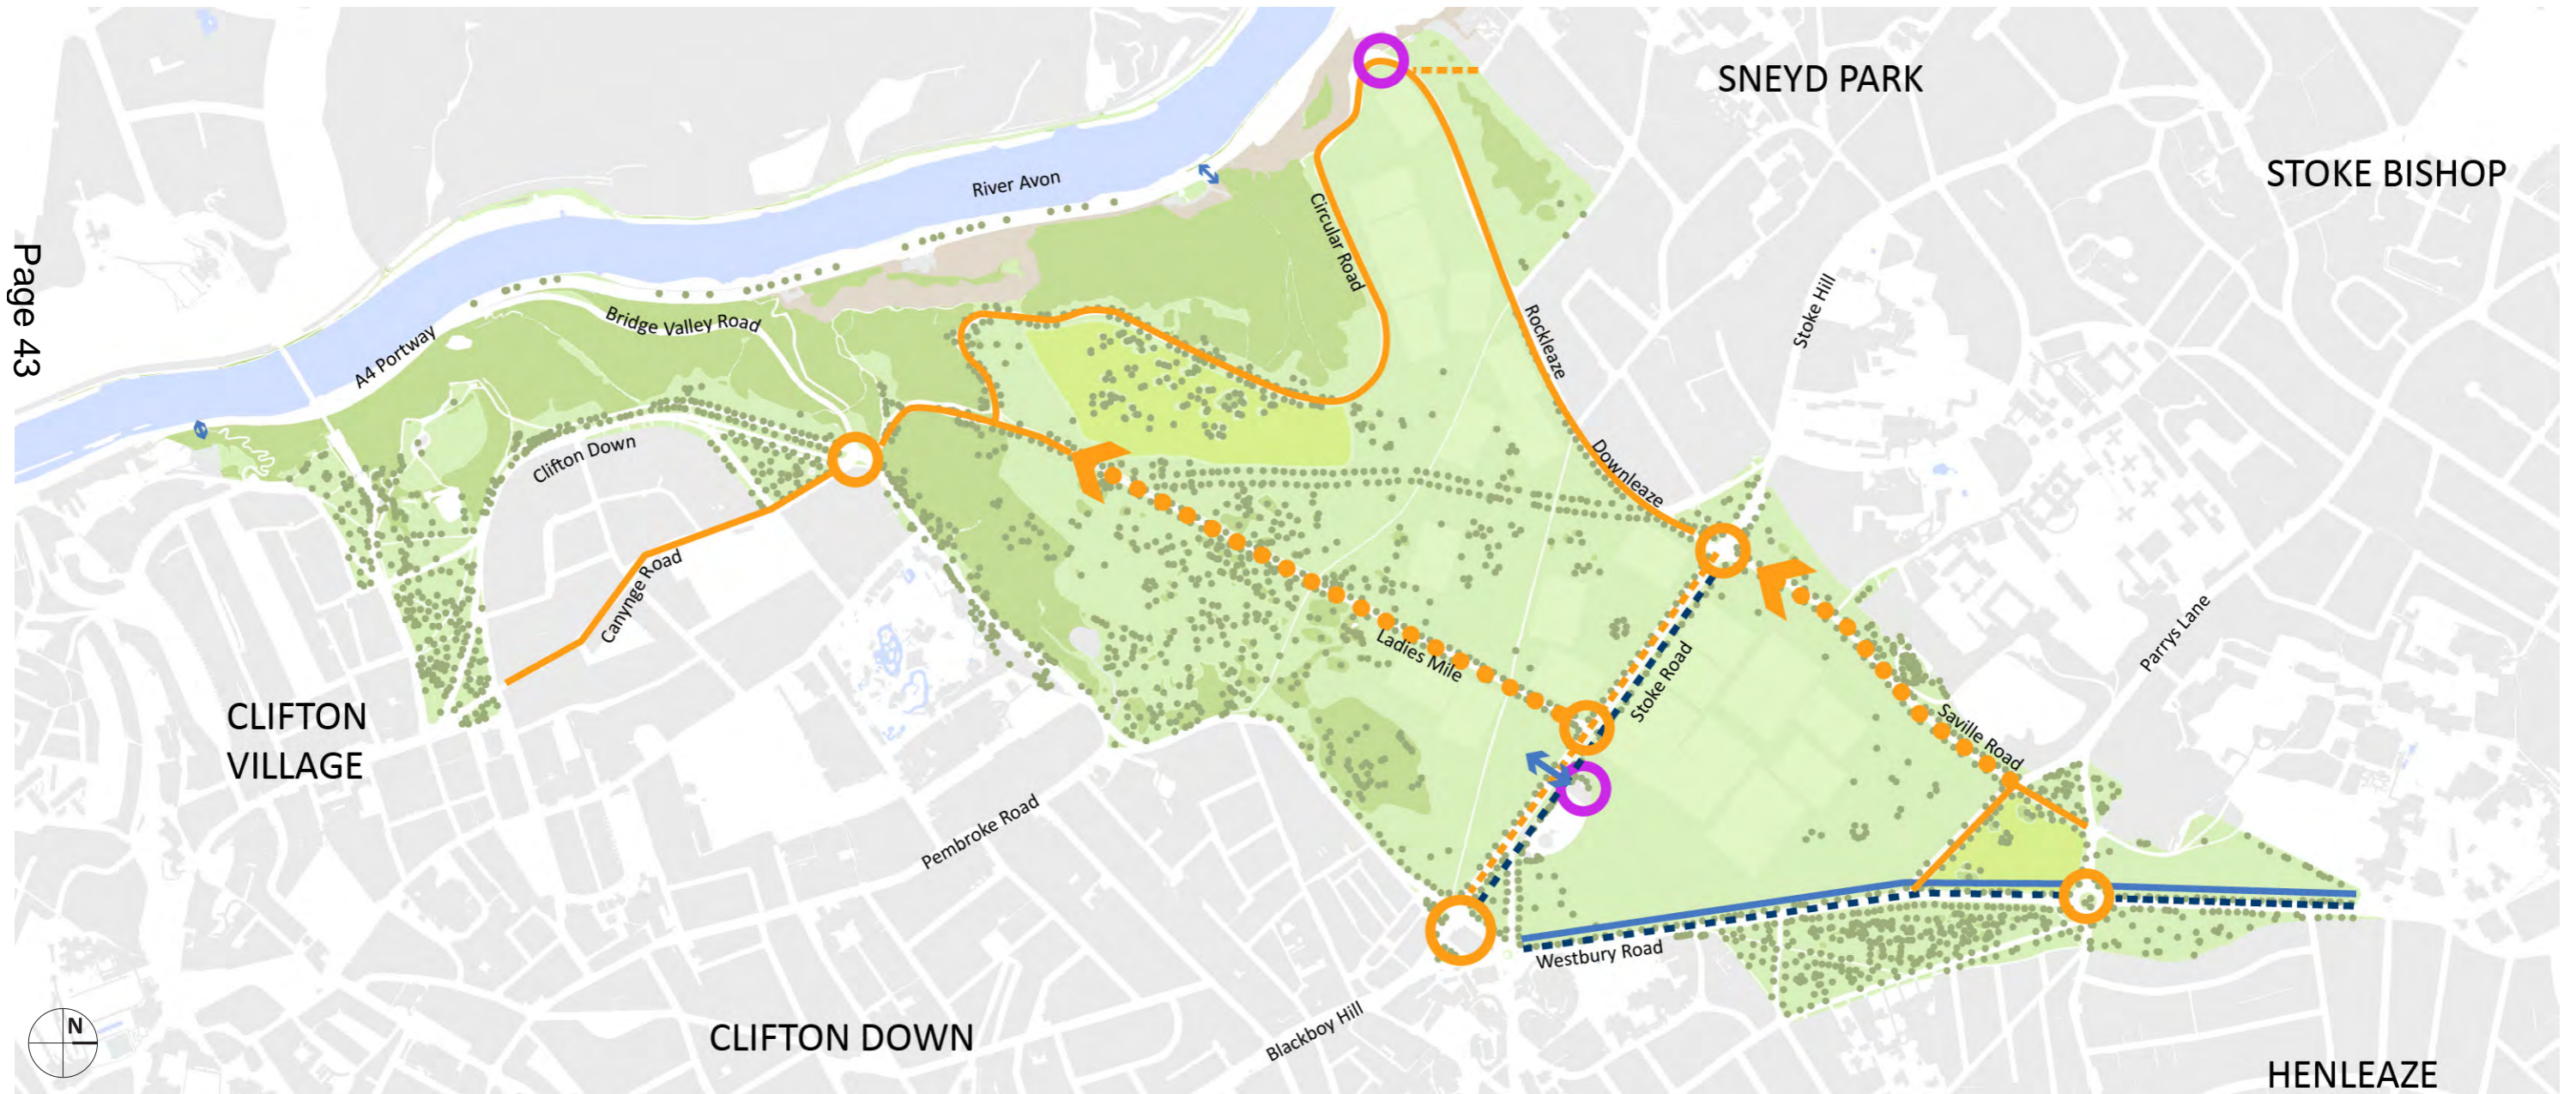 SNEYD PARK
STOKE BISHOP
River Avon
Circular Road
Page 43
Bridge Valley Road
A4 Portway
Rockleaze
Stoke Hill
Clifton Down
Downleaze
Canynge Road
Ladies Mile
Stoke Road
Parrys Lane
Saville Road
CLIFTON
VILLAGE
Pembroke Road
Westbury Road
Blackboy Hill
N
CLIFTON DOWN
HENLEAZE